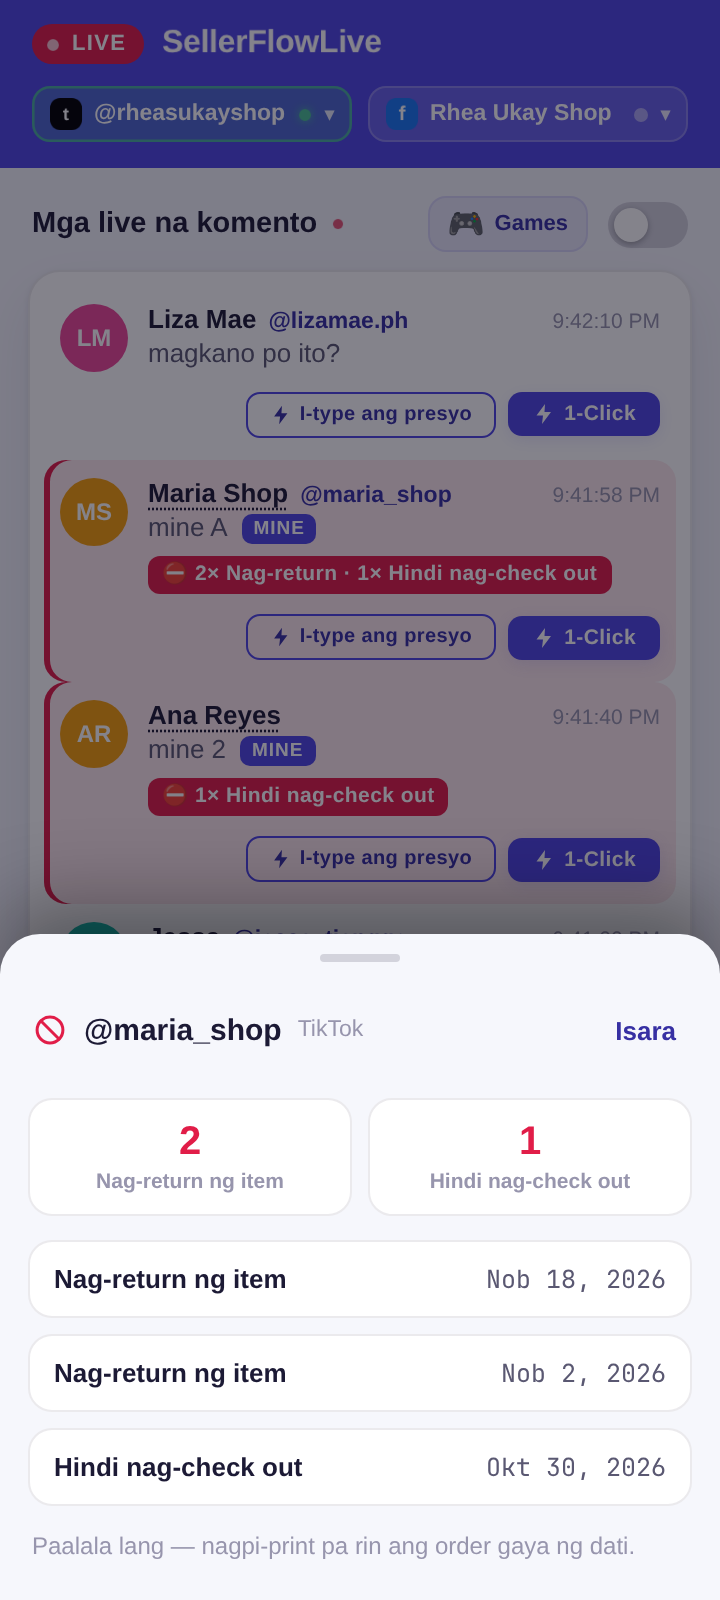 LIVE SellerFlowLive
t @rheasukayshop ▾ f Rhea Ukay Shop ▾
Mga live na komento 🎮 Games
LM Liza Mae @lizamae.ph 9:42:10 PM
magkano po ito?
I-type ang presyo 1-Click
MS Maria Shop @maria_shop 9:41:58 PM
mine A MINE
⛔ 2× Nag-return · 1× Hindi nag-check out
I-type ang presyo 1-Click
AR Ana Reyes 9:41:40 PM
mine 2 MINE
⛔ 1× Hindi nag-check out
I-type ang presyo 1-Click
@maria_shop TikTok Isara
2 1
Nag-return ng item Hindi nag-check out
Nag-return ng item Nob 18, 2026
Nag-return ng item Nob 2, 2026
Hindi nag-check out Okt 30, 2026
Paalala lang — nagpi-print pa rin ang order gaya ng dati.